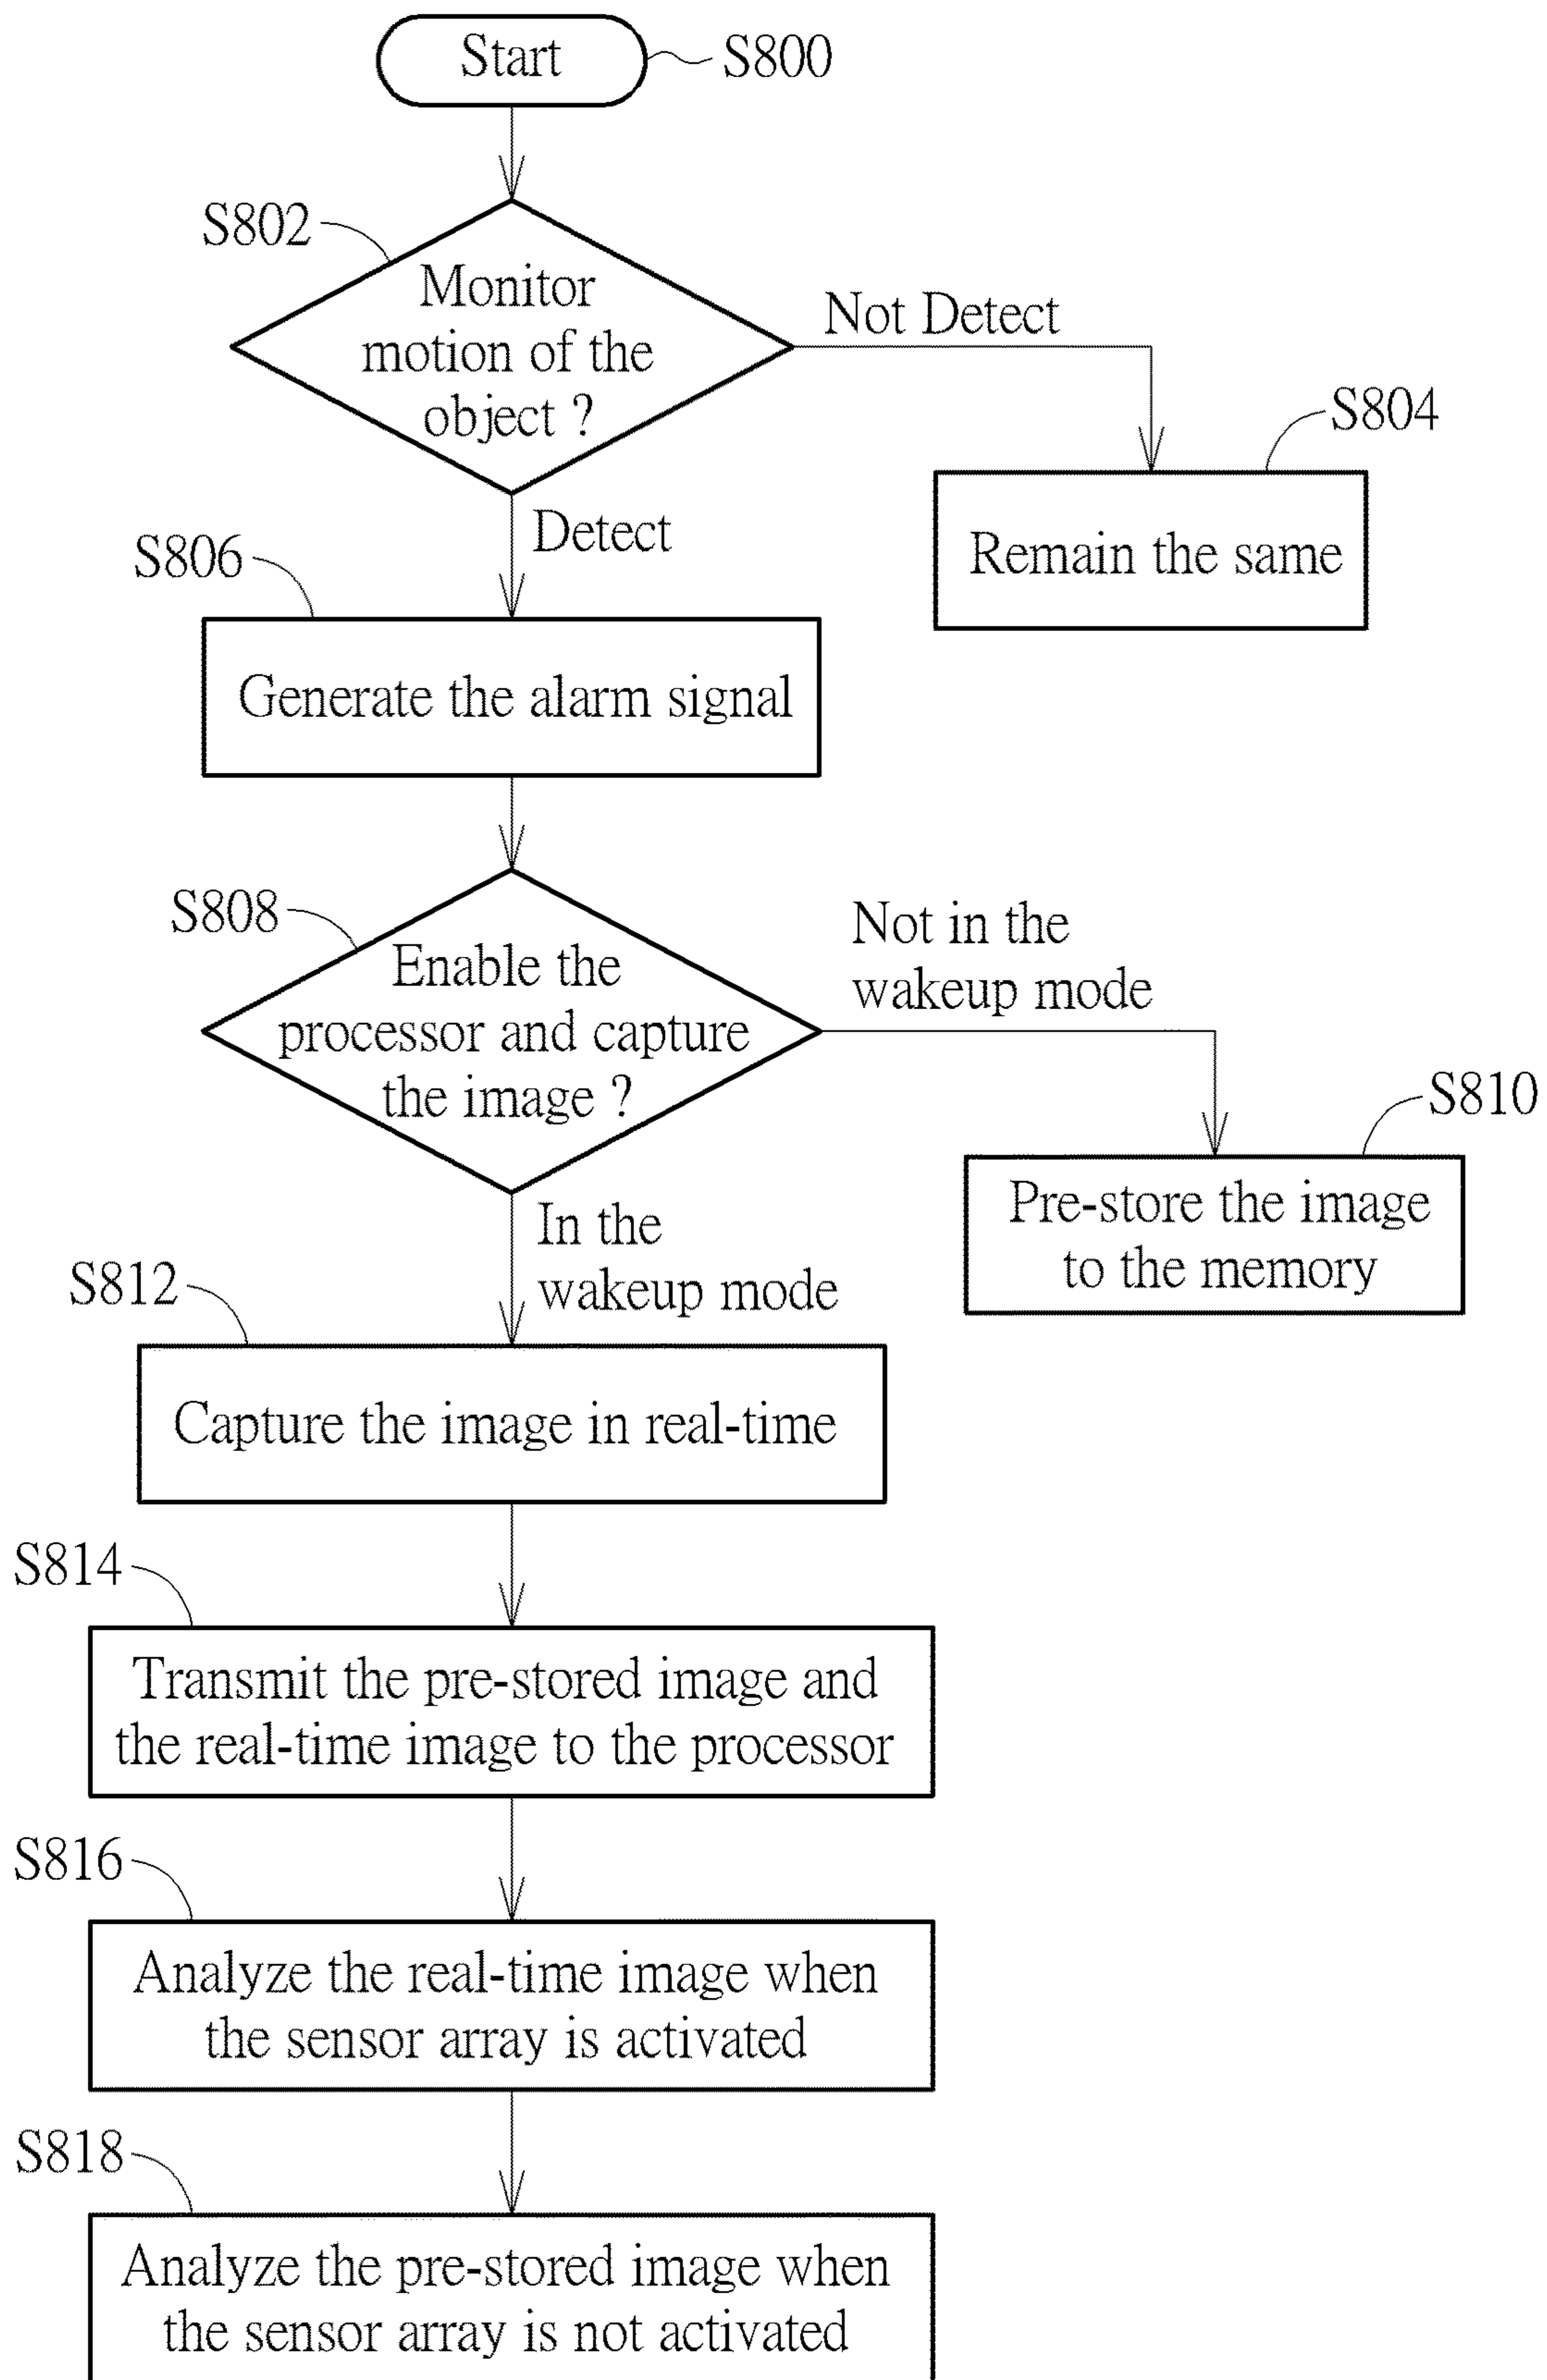 Start
S800
S802
Monitor
motion of the
object ?
Not Detect
S804
Remain the same
Detect
S806
Generate the alarm signal
S808
Enable the
processor and capture
the image ?
Not in the
wakeup mode
S810
Pre-store the image
to the memory
In the
wakeup mode
S812
Capture the image in real-time
S814
Transmit the pre-stored image and
the real-time image to the processor
S816
Analyze the real-time image when
the sensor array is activated
S818
Analyze the pre-stored image when
the sensor array is not activated